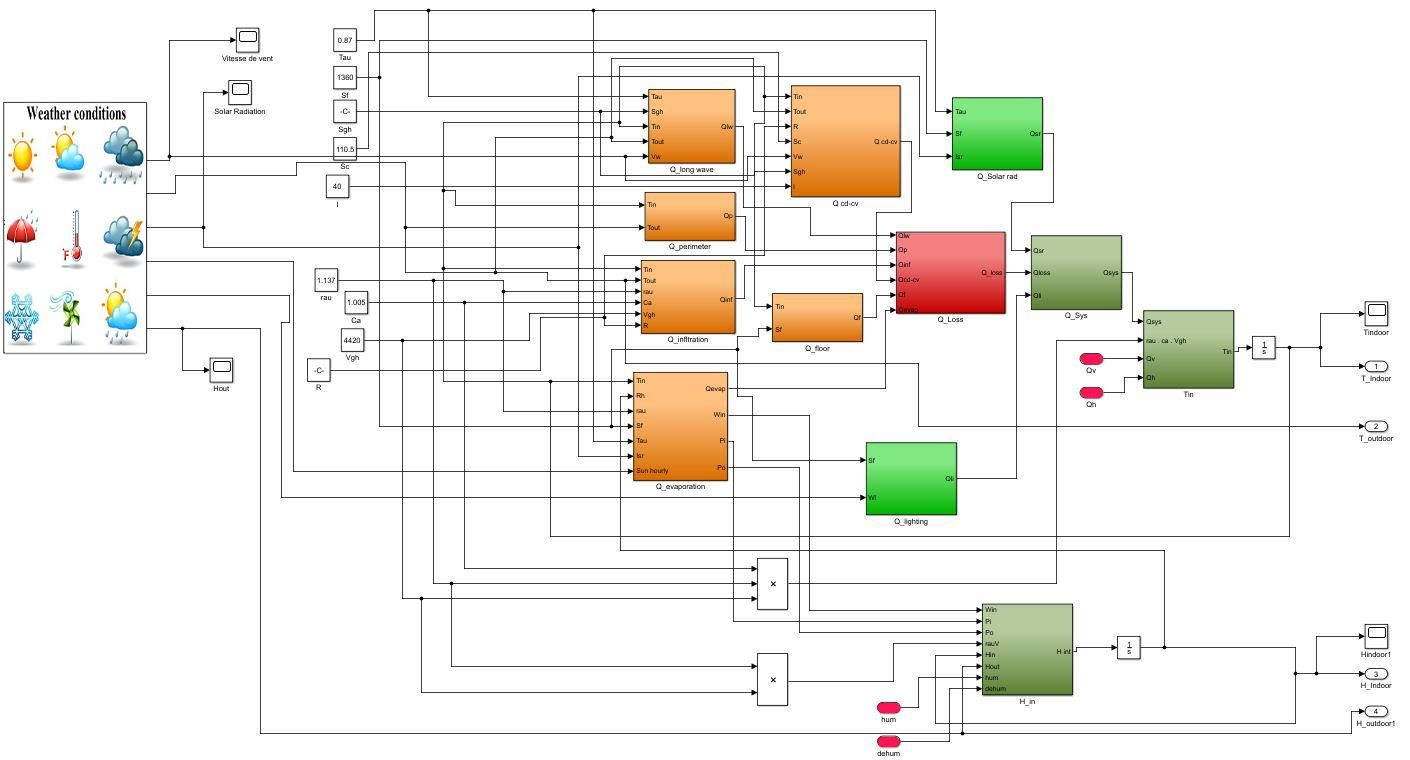 Weather conditions
F
Vitesse de vent
Solar Radiation
Hout
0.87
Tau
1360
Sf
-C-
Sgh
110.5
Sc
40
I
1.137
rau
1.005
Ca
4420
Vgh
-C-
R
Tau
Sgh
Tin
Tout
Vw
Qlw
Q_long wave
Tin
Tout
R
Sc
Vw
Sgh
I
Q cd-cv
Q cd-cv
Tau
Sf
Isr
Qsr
Q_Solar rad
Tin
Tout
Qp
Q_perimeter
Tin
Tout
rau
Ca
Vgh
R
Qinf
Q_infltration
Tin
Sf
Qf
Q_floor
Qlw
Qp
Qinf
Qcd-cv
Qf
Qevap
Q_loss
Q_Loss
Qsr
Qloss
Qli
Qsys
Q_Sys
Qsys
rau . ca . Vgh
Qv
Qh
Tin
Tin
Qv
Qh
1
s
Tindoor
1
T_Indoor
2
T_outdoor
Tin
Rh
rau
Sf
Tau
Isr
Sun hourly
Qevap
Win
Pi
Po
Q_evaporation
Sf
Wl
Qli
Q_lighting
×
×
Win
Pi
Po
rauV
Hin
Hout
hum
dehum
H int
H_in
hum
dehum
1
s
Hindoor1
3
H_Indoor
4
H_outdoor1